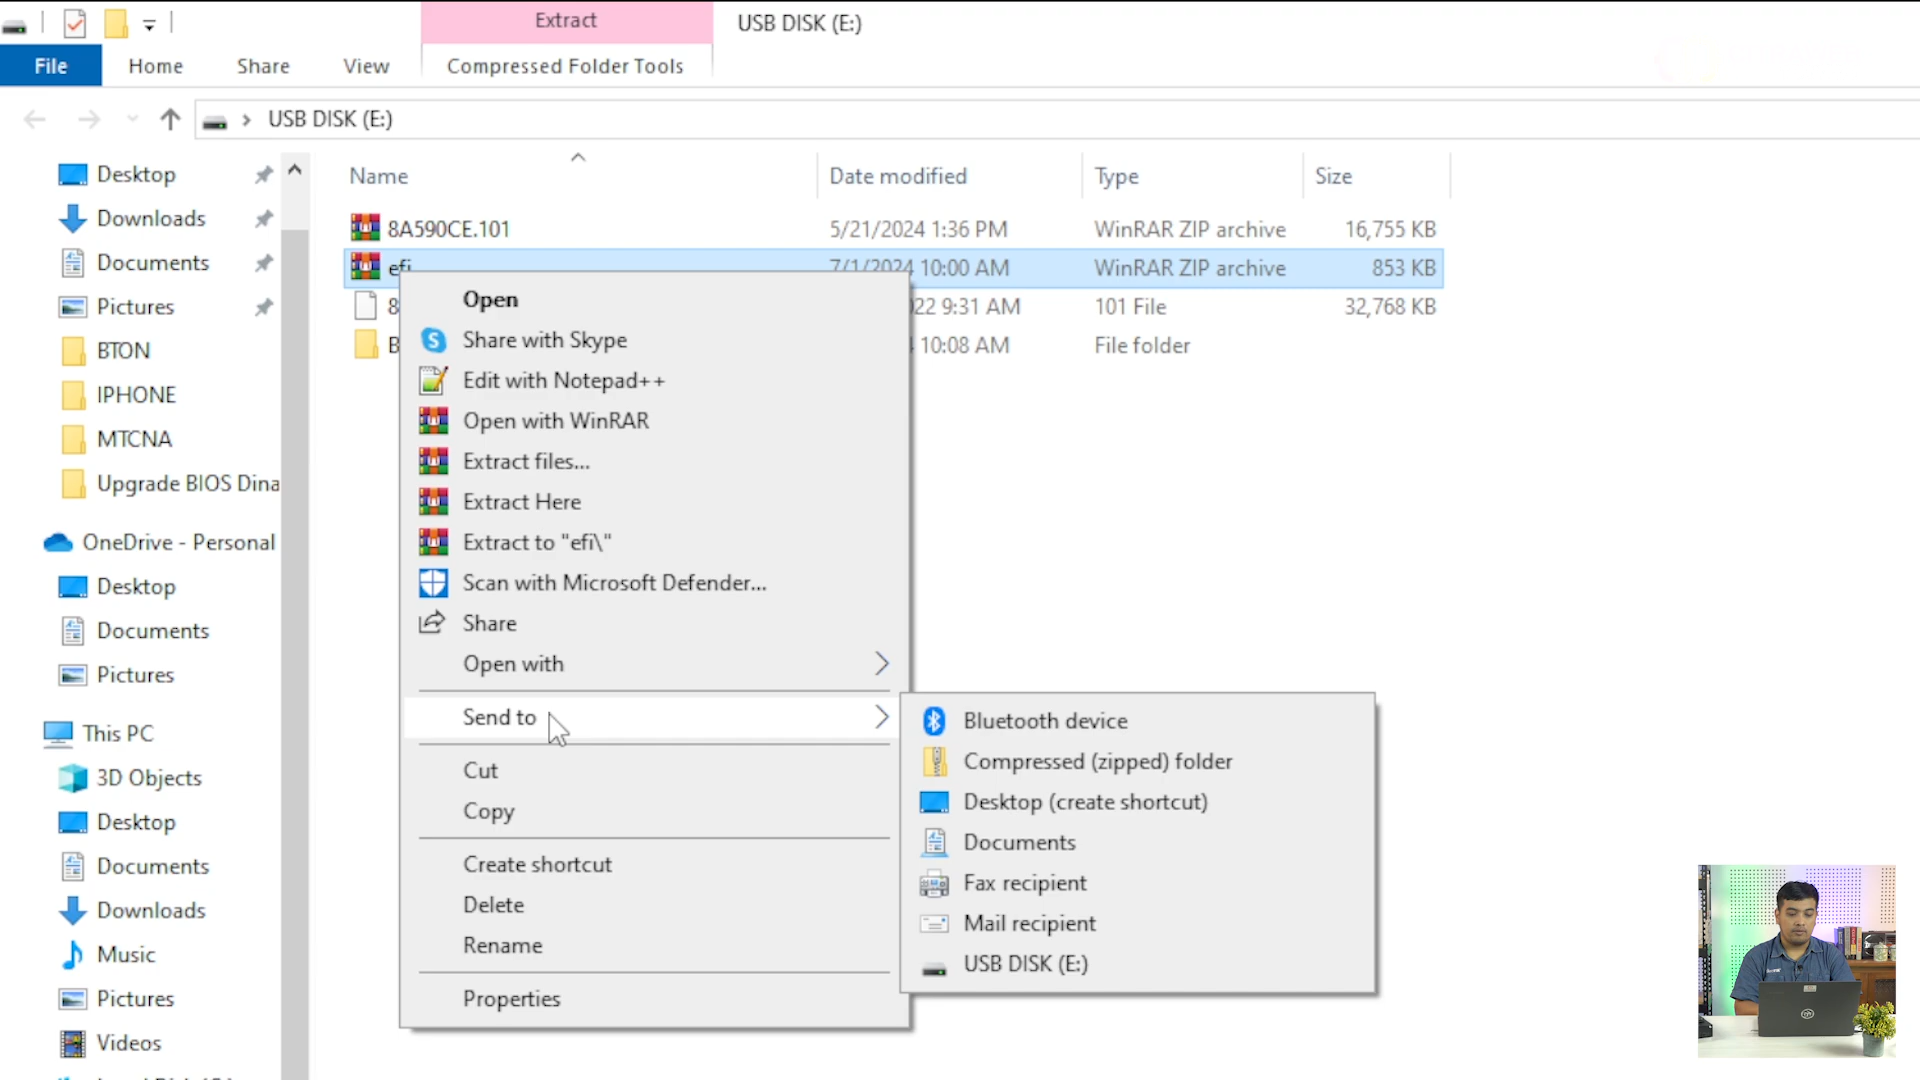 Extract
USB DISK (E:)
File
Home
Share
View
Compressed Folder Tools
USB DISK (E:)
Name
Date modified
Type
Size
8A590CE.101
5/21/2024 1:36 PM
WinRAR ZIP archive
16,755 KB
efi
7/1/2024 10:00 AM
WinRAR ZIP archive
853 KB
8
022 9:31 AM
101 File
32,768 KB
B
10:08 AM
File folder
Desktop
Downloads
Documents
Pictures
BTON
IPHONE
MTCNA
Upgrade BIOS Dina
OneDrive - Personal
Desktop
Documents
Pictures
This PC
3D Objects
Desktop
Documents
Downloads
Music
Pictures
Videos
Open
Share with Skype
Edit with Notepad++
Open with WinRAR
Extract files...
Extract Here
Extract to "efi\"
Scan with Microsoft Defender...
Share
Open with
Send to
Cut
Copy
Create shortcut
Delete
Rename
Properties
Bluetooth device
Compressed (zipped) folder
Desktop (create shortcut)
Documents
Fax recipient
Mail recipient
USB DISK (E:)